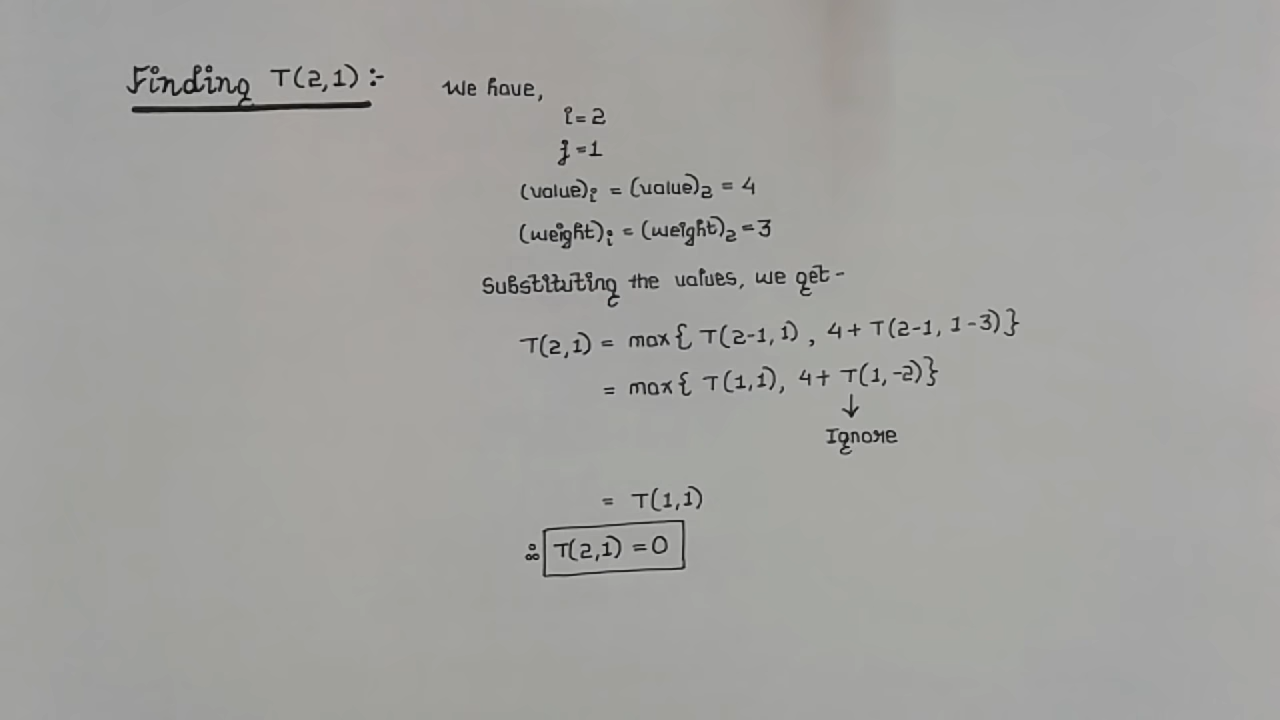 Finding T(2,1) :-
We have,
i = 2
j = 1
(value)i = (value)2 = 4
(weight)i = (weight)2 = 3
Substituting the values, we get -
T(2,1) = max{ T(2-1, 1) , 4 + T(2-1, 1-3) }
= max{ T(1,1), 4 + T(1,-2) }
↓
Ignore
= T(1,1)
∴ T(2,1) = 0